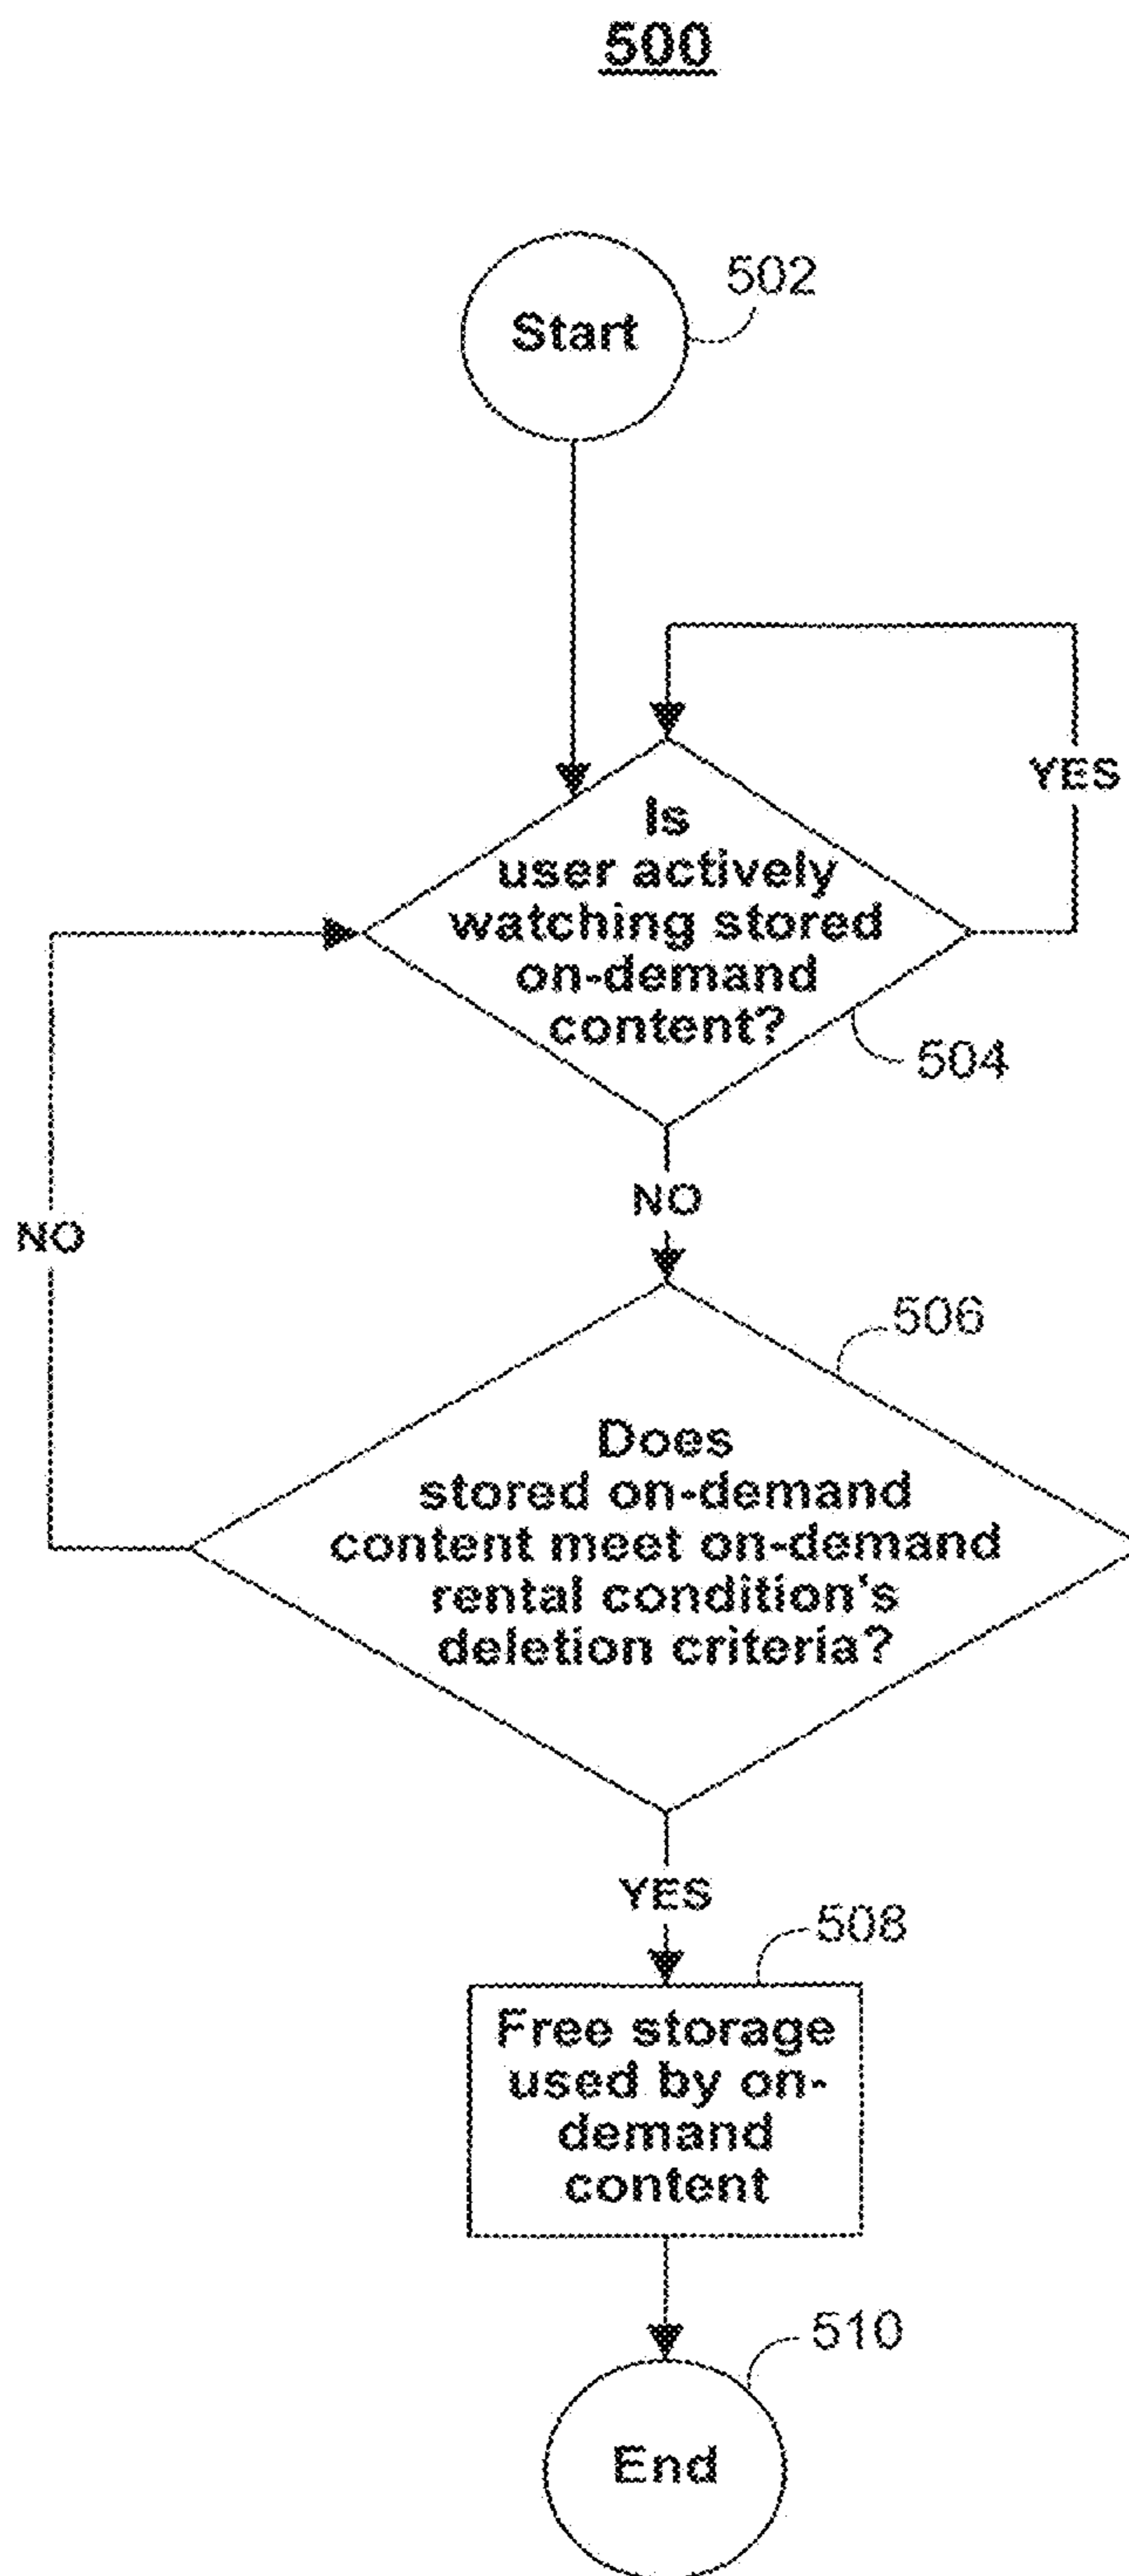 500
Start
502
YES
Is
user actively
watching stored
on-demand
content?
504
NO
NO
506
Does
stored on-demand
content meet on-demand
rental condition's
deletion criteria?
YES
508
Free storage
used by on-
demand
content
510
End